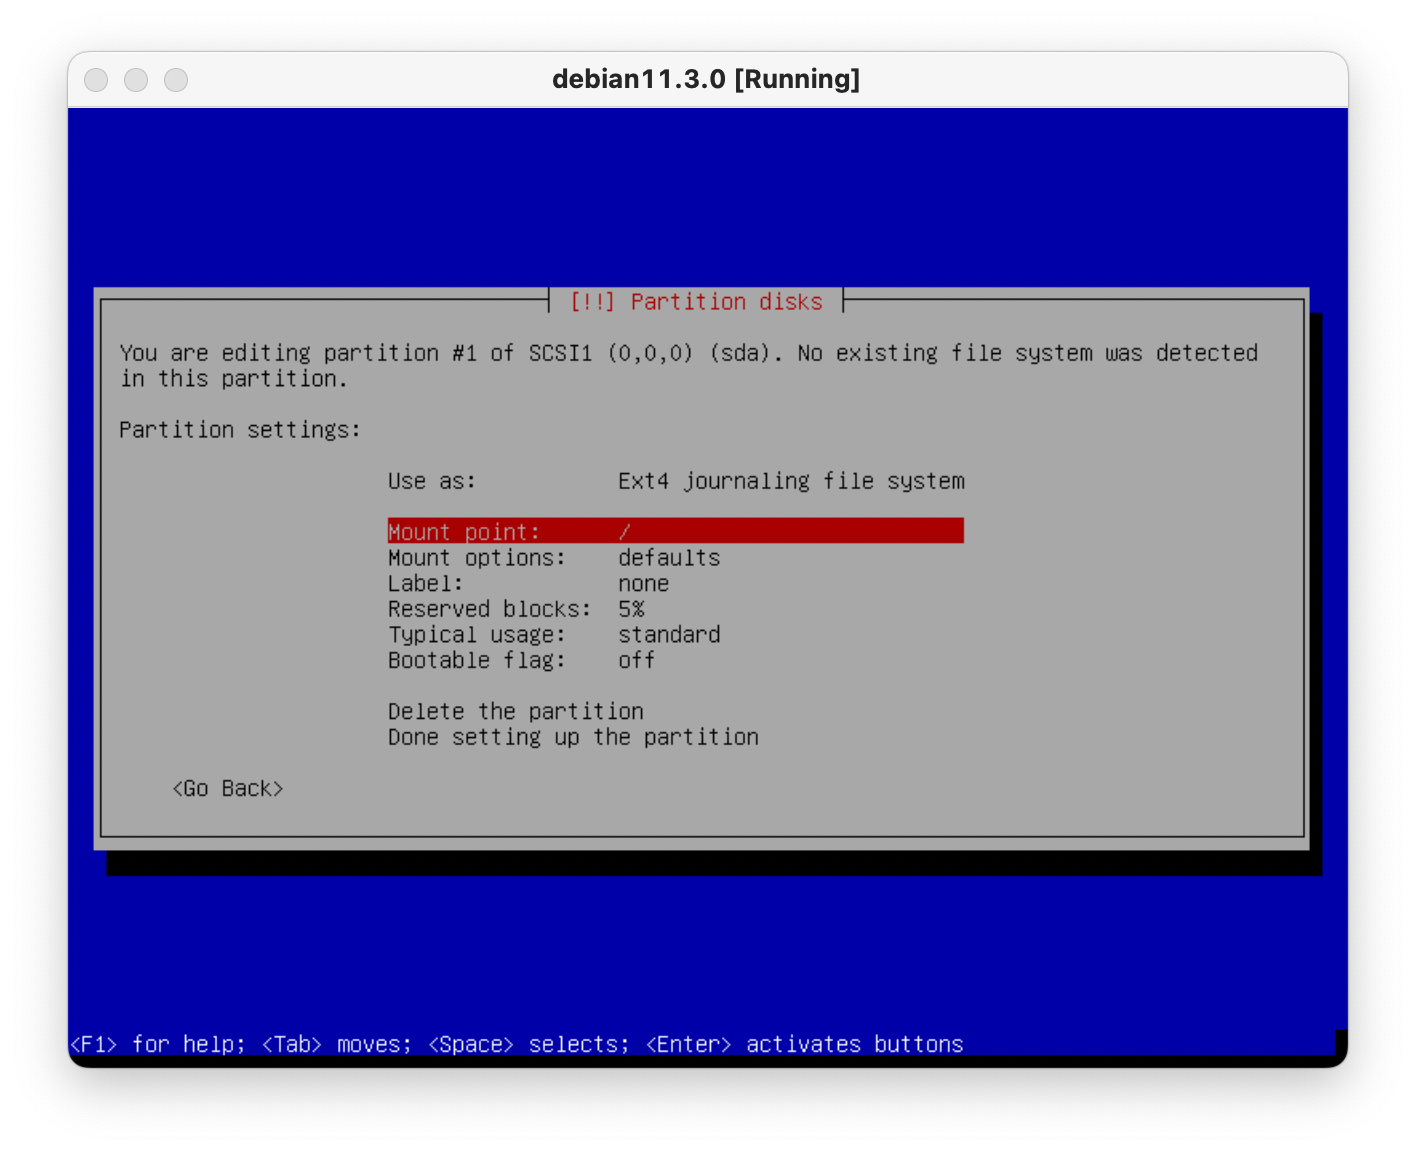 debian11.3.0 [Running]
[!!] Partition disks
You are editing partition #1 of SCSI1 (0,0,0) (sda). No existing file system was detected
in this partition.
Partition settings:
Use as: Ext4 journaling file system
Mount point: /
Mount options: defaults
Label: none
Reserved blocks: 5%
Typical usage: standard
Bootable flag: off
Delete the partition
Done setting up the partition
<Go Back>
<F1> for help; <Tab> moves; <Space> selects; <Enter> activates buttons